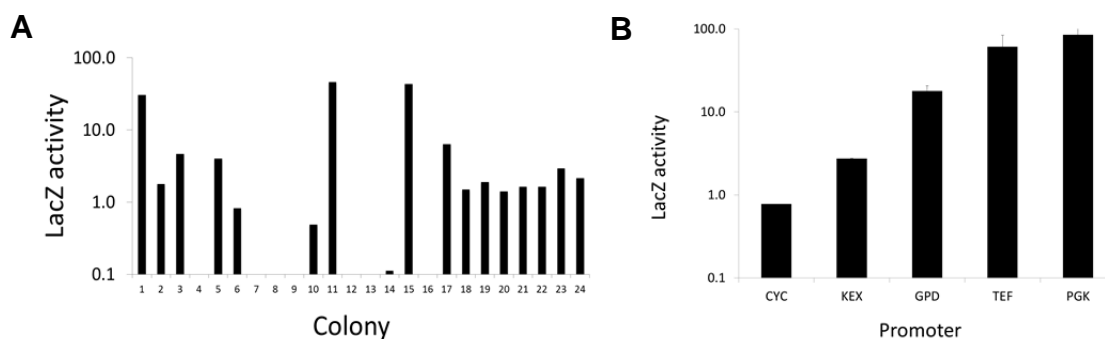 A
LacZ activity
100.0
10.0
1.0
0.1
1 2 3 4 5 6 7 8 9 10 11 12 13 14 15 16 17 18 19 20 21 22 23 24
Colony
B
LacZ activity
100.0
10.0
1.0
0.1
CYC KEX GPD TEF PGK
Promoter